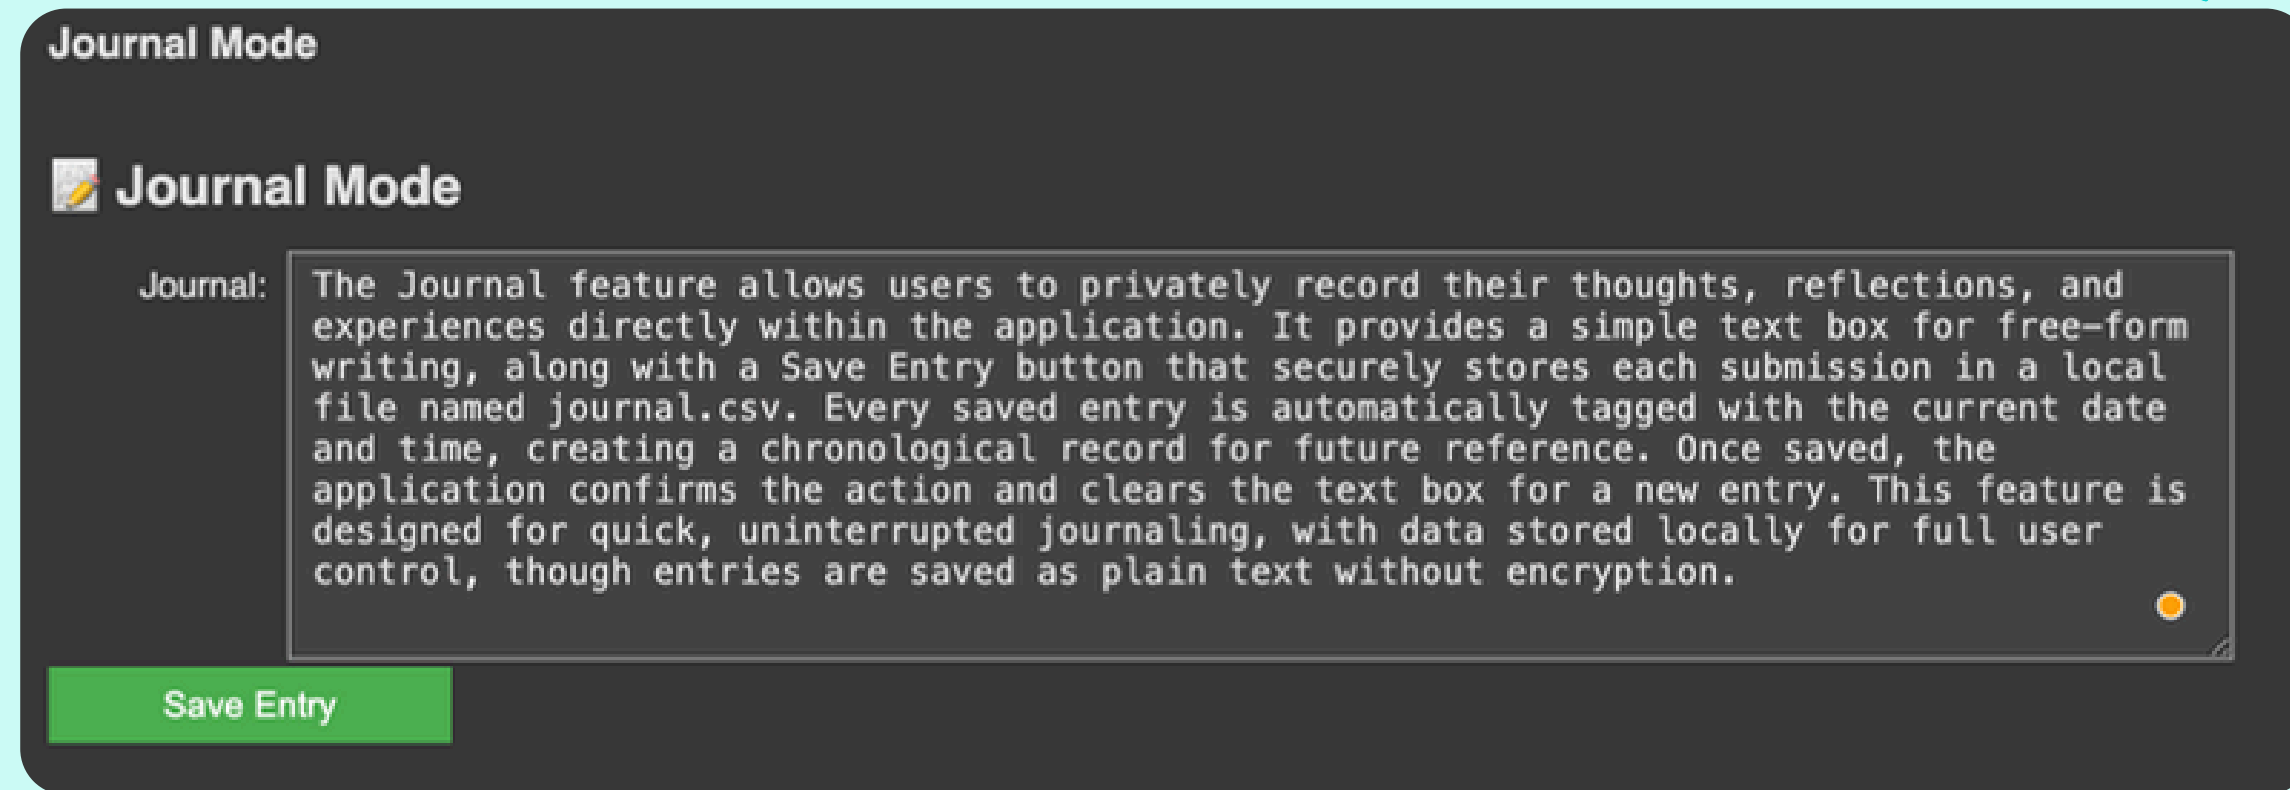 Journal Mode
Journal Mode
Journal:
The Journal feature allows users to privately record their thoughts, reflections, and
experiences directly within the application. It provides a simple text box for free-form
writing, along with a Save Entry button that securely stores each submission in a local
file named journal.csv. Every saved entry is automatically tagged with the current date
and time, creating a chronological record for future reference. Once saved, the
application confirms the action and clears the text box for a new entry. This feature is
designed for quick, uninterrupted journaling, with data stored locally for full user
control, though entries are saved as plain text without encryption.
Save Entry